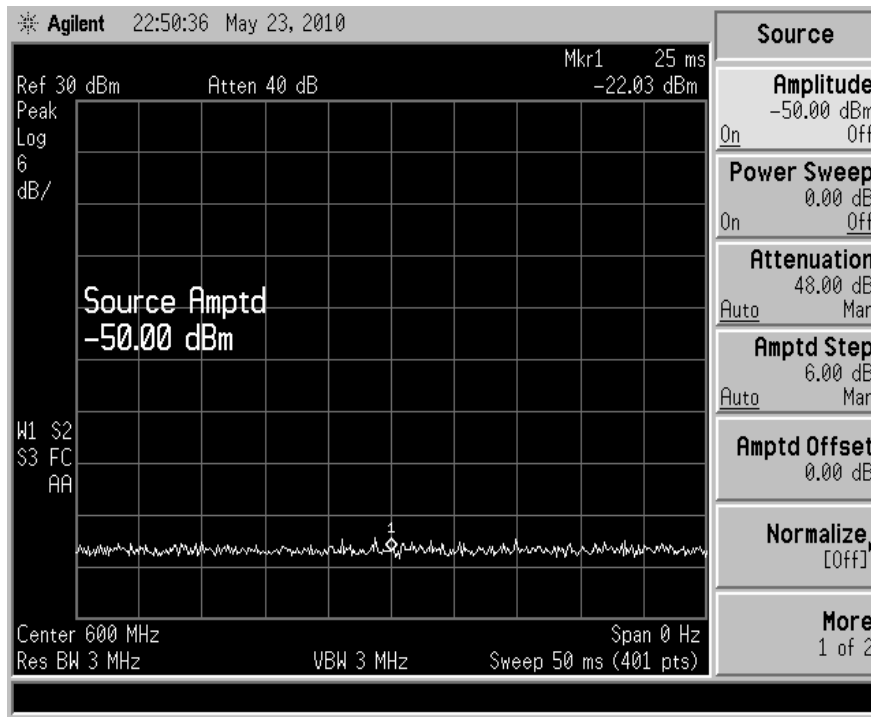 Agilent 22:50:36 May 23, 2010
Mkr1 25 ms
Ref 30 dBm Atten 40 dB -22.03 dBm
Peak
Log
6
dB/
Source Amptd
-50.00 dBm
W1 S2
S3 FC
AA
1
Center 600 MHz Span 0 Hz
Res BW 3 MHz VBW 3 MHz Sweep 50 ms (401 pts)
Source
Amplitude
-50.00 dBm
On Off
Power Sweep
0.00 dB
On Off
Attenuation
48.00 dB
Auto Man
Amptd Step
6.00 dB
Auto Man
Amptd Offset
0.00 dB
Normalize
[Off]
More
1 of 2